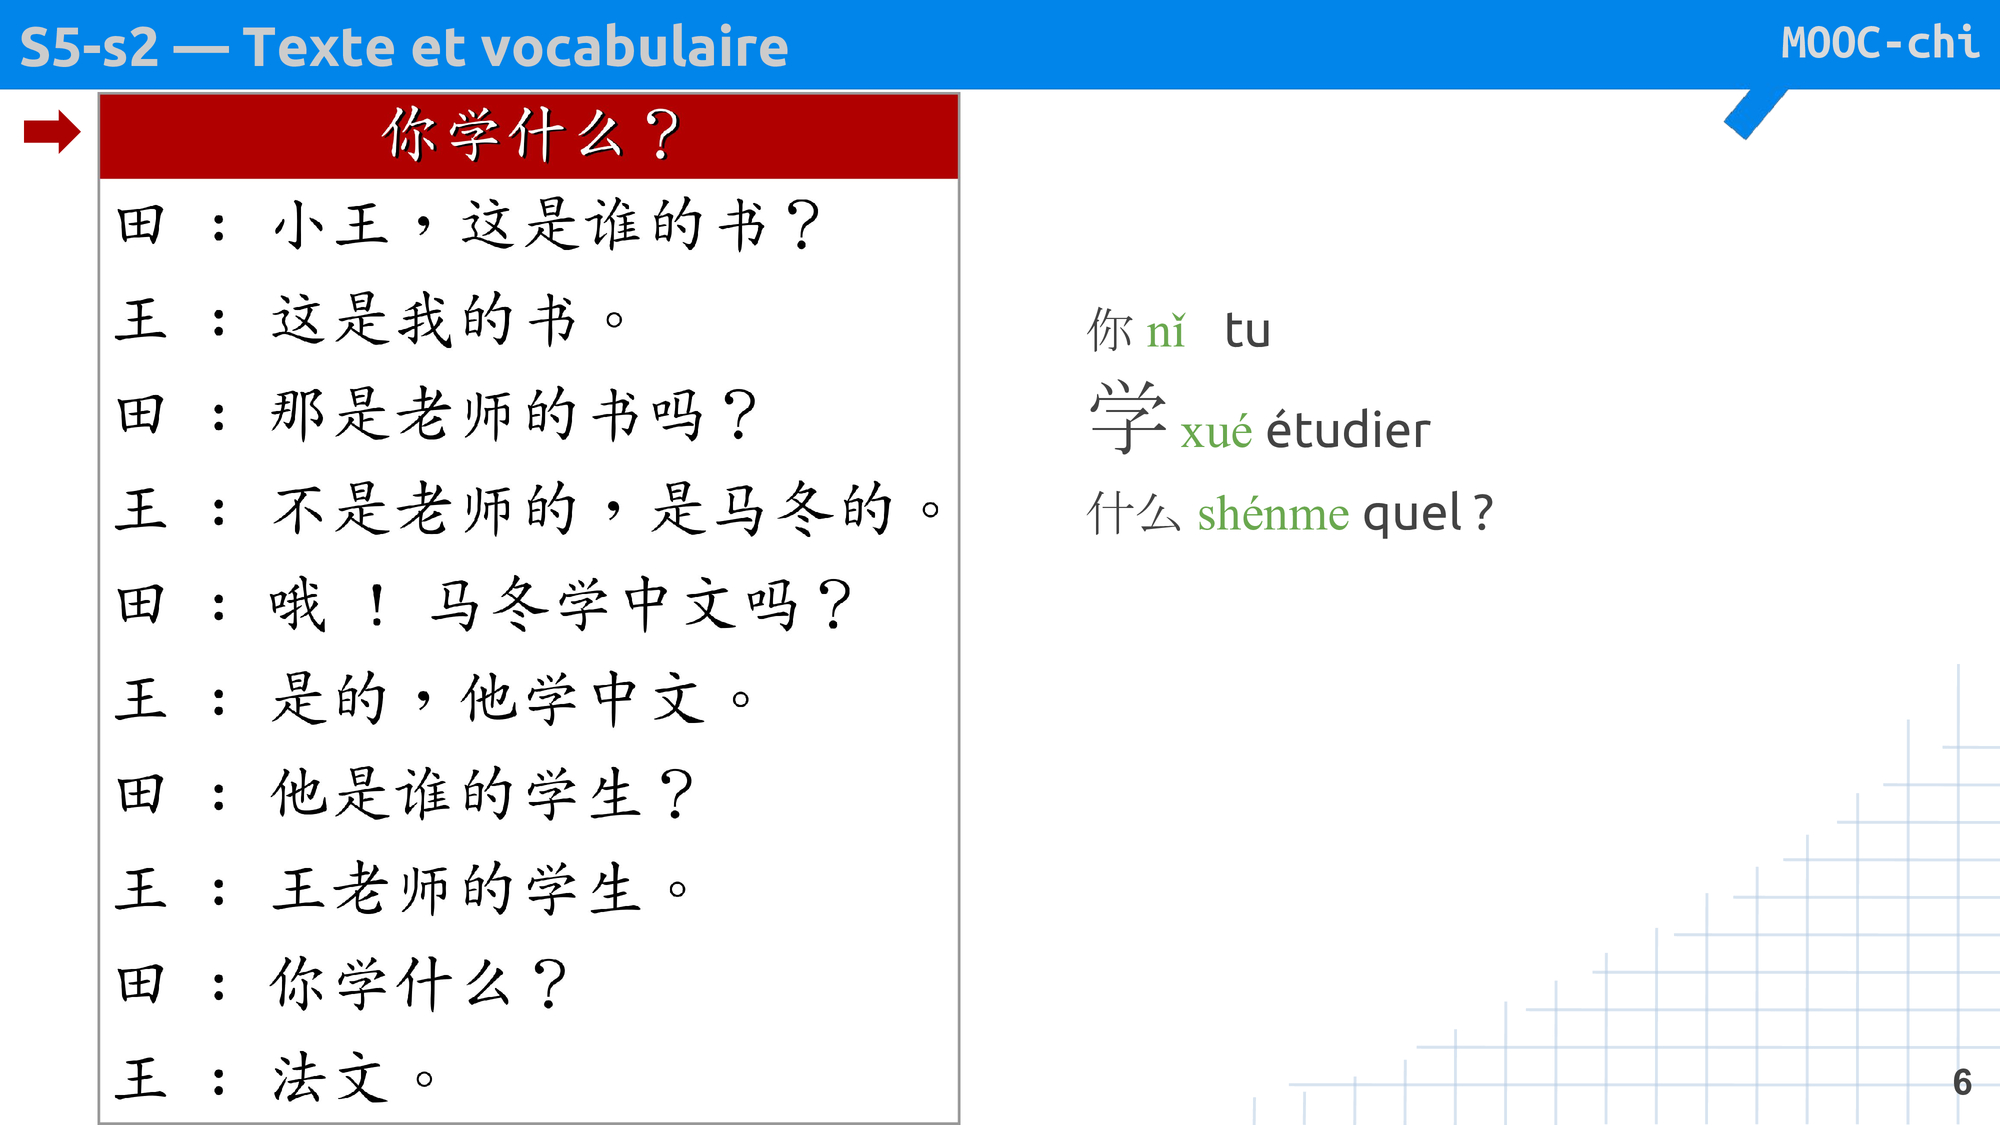 S5-s2 — Texte et vocabulaire
MOOC-chi
你学什么？
田 : 小王，这是谁的书？
王 : 这是我的书。
田 : 那是老师的书吗？
王 : 不是老师的，是马冬的。
田 : 哦 ! 马冬学中文吗？
王 : 是的，他学中文。
田 : 他是谁的学生？
王 : 王老师的学生。
田 : 你学什么？
王 : 法文。
你 nǐ tu
学 xué étudier
什么 shénme quel ?
6